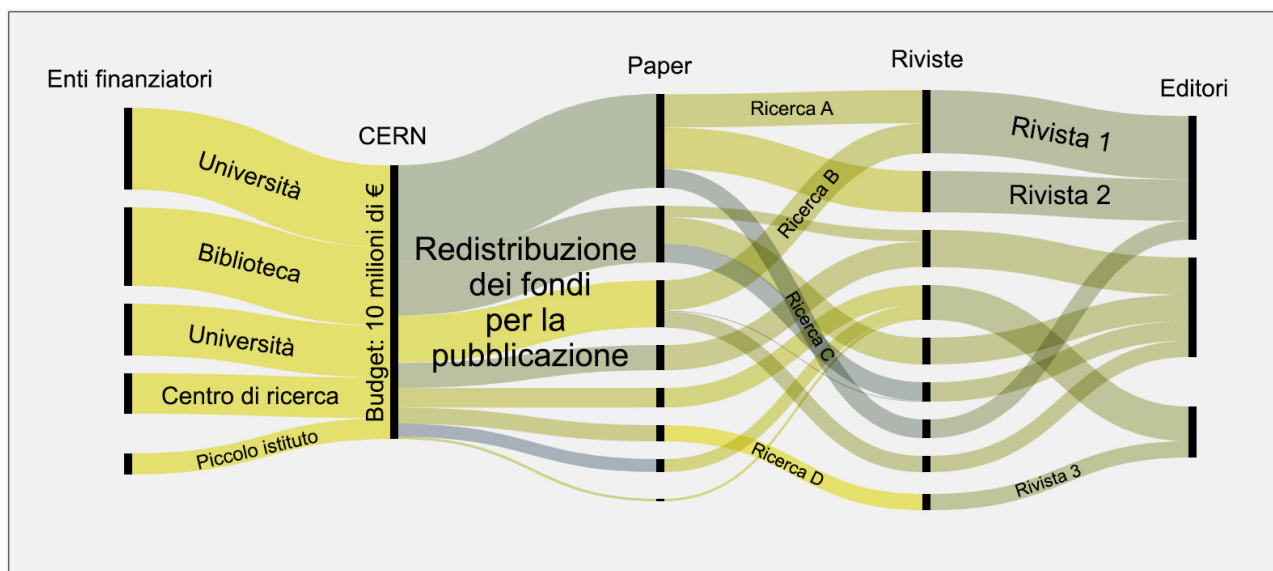 Enti finanziatori
CERN
Paper
Riviste
Editori
Università
Biblioteca
Università
Centro di ricerca
Piccolo istituto
Budget: 10 milioni di €
Redistribuzione
dei fondi
per la
pubblicazione
Ricerca A
Ricerca B
Ricerca C
Ricerca D
Rivista 1
Rivista 2
Rivista 3